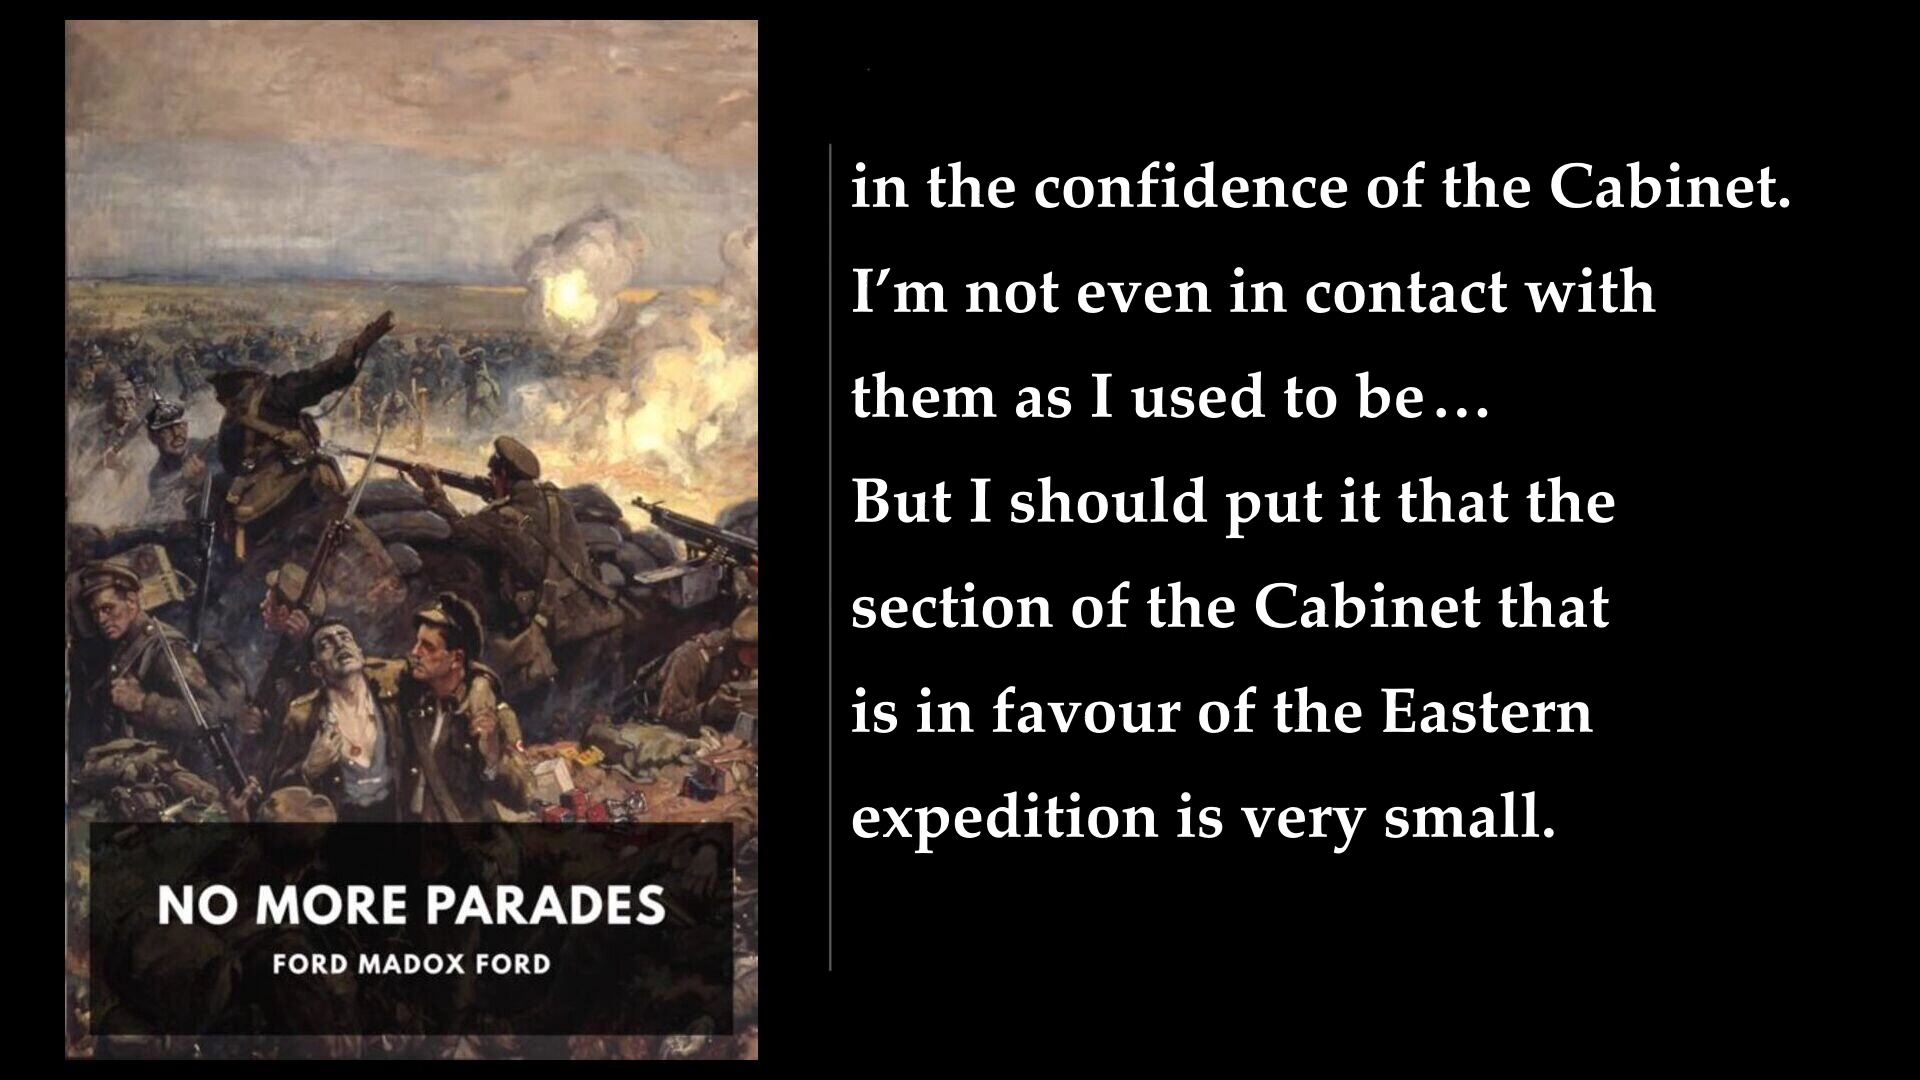 NO MORE PARADES
FORD MADOX FORD
in the confidence of the Cabinet.
I’m not even in contact with
them as I used to be…
But I should put it that the
section of the Cabinet that
is in favour of the Eastern
expedition is very small.